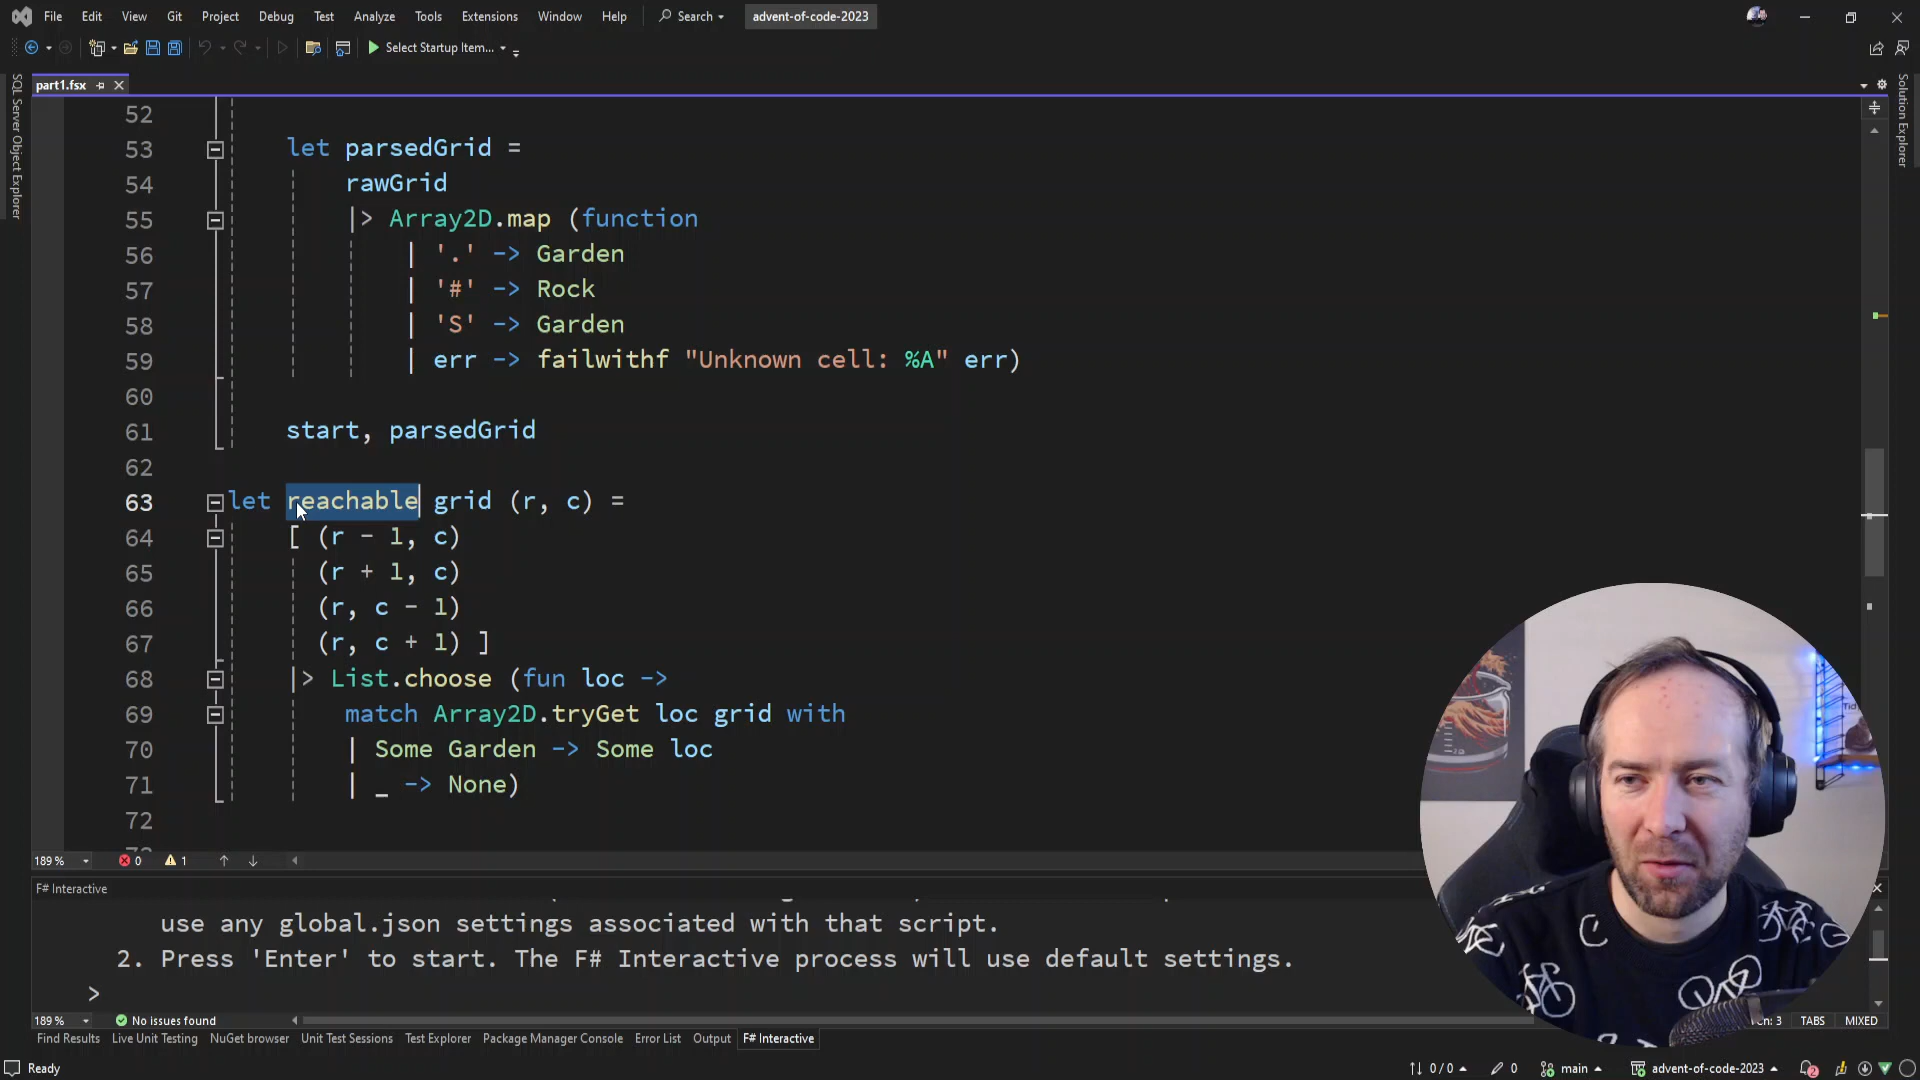 File Edit View Git Project Debug Test Analyze Tools Extensions Window Help Search advent-of-code-2023
Select Startup Item...
part1.fsx
SQL Server Object Explorer
Solution Explorer
52
53 let parsedGrid =
54 rawGrid
55 |> Array2D.map (function
56 | '.' -> Garden
57 | '#' -> Rock
58 | 'S' -> Garden
59 | err -> failwithf "Unknown cell: %A" err)
60
61 start, parsedGrid
62
63 let reachable grid (r, c) =
64 [ (r - 1, c)
65 (r + 1, c)
66 (r, c - 1)
67 (r, c + 1) ]
68 |> List.choose (fun loc ->
69 match Array2D.tryGet loc grid with
70 | Some Garden -> Some loc
71 | _ -> None)
72
189 % 0 1
F# Interactive
use any global.json settings associated with that script.
2. Press 'Enter' to start. The F# Interactive process will use default settings.
>
189 % No issues found TABS MIXED
Find Results Live Unit Testing NuGet browser Unit Test Sessions Test Explorer Package Manager Console Error List Output F# Interactive
Ready 0 / 0 0 main advent-of-code-2023 2